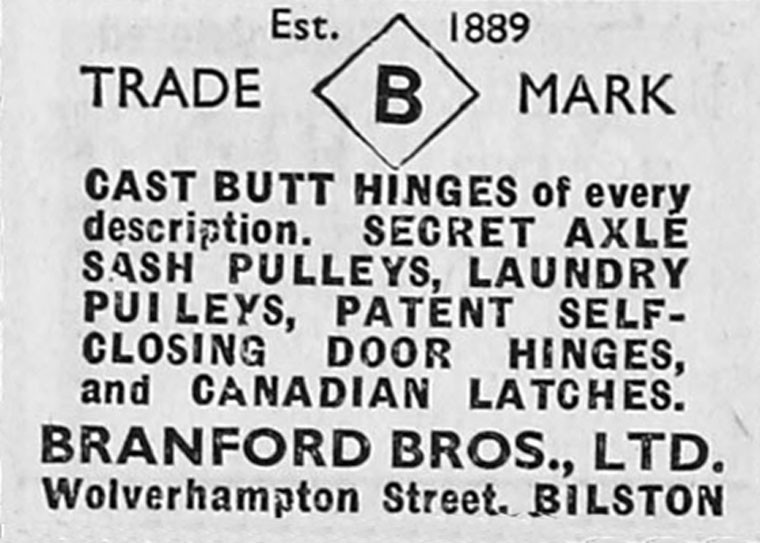 Est. 1889
TRADE B MARK
CAST BUTT HINGES of every
description. SECRET AXLE
SASH PULLEYS, LAUNDRY
PULLEYS, PATENT SELF-
CLOSING DOOR HINGES,
and CANADIAN LATCHES.
BRANFORD BROS., LTD.
Wolverhampton Street. BILSTON